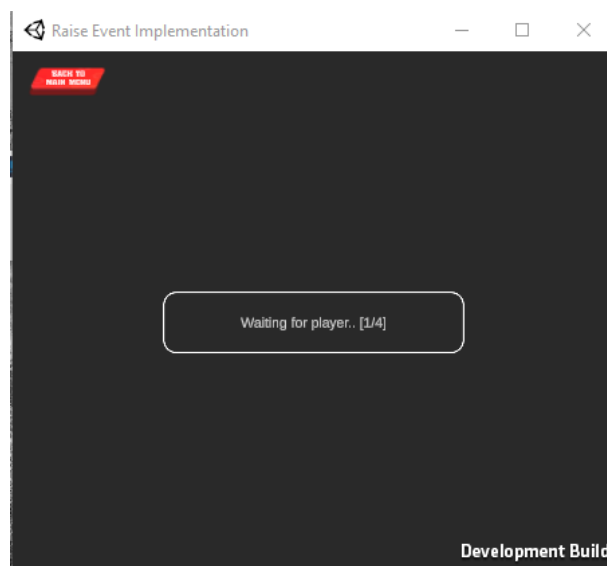 Raise Event Implementation
BACK TO
MAIN MENU
Waiting for player.. [1/4]
Development Build